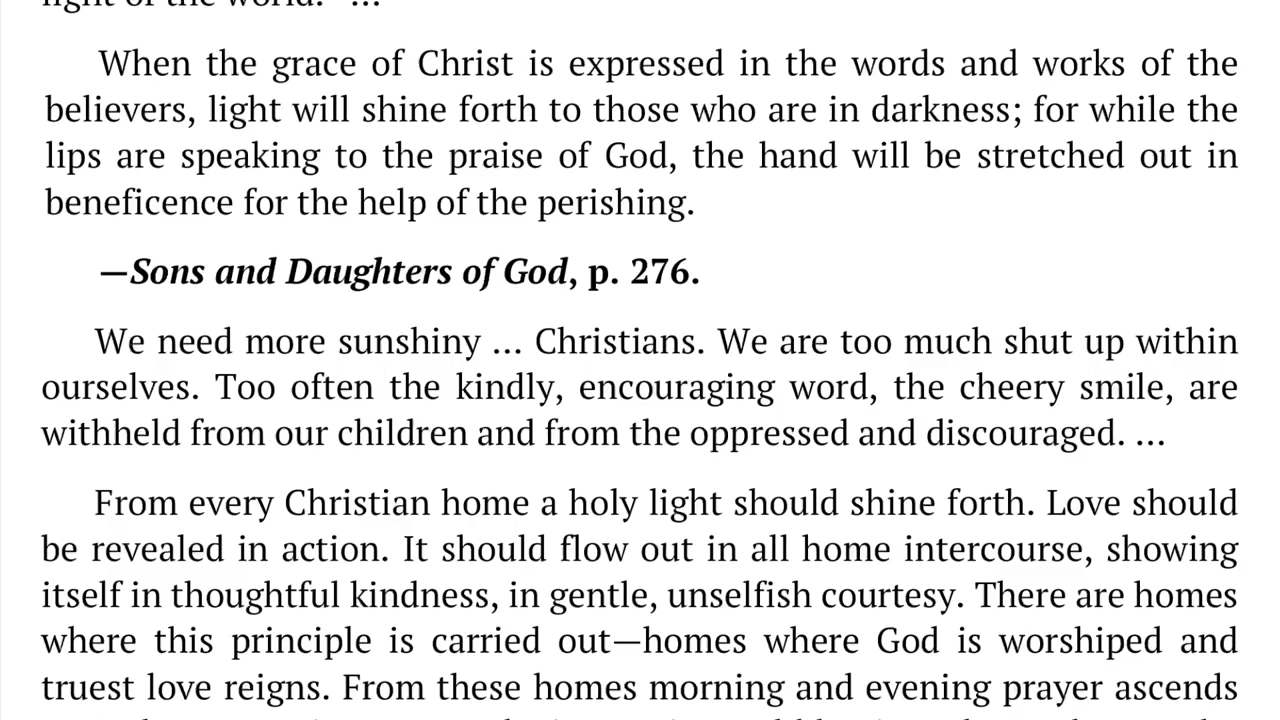 light of the world." ...
When the grace of Christ is expressed in the words and works of the
believers, light will shine forth to those who are in darkness; for while the
lips are speaking to the praise of God, the hand will be stretched out in
beneficence for the help of the perishing.
—Sons and Daughters of God, p. 276.
We need more sunshiny ... Christians. We are too much shut up within
ourselves. Too often the kindly, encouraging word, the cheery smile, are
withheld from our children and from the oppressed and discouraged. ...
From every Christian home a holy light should shine forth. Love should
be revealed in action. It should flow out in all home intercourse, showing
itself in thoughtful kindness, in gentle, unselfish courtesy. There are homes
where this principle is carried out—homes where God is worshiped and
truest love reigns. From these homes morning and evening prayer ascends